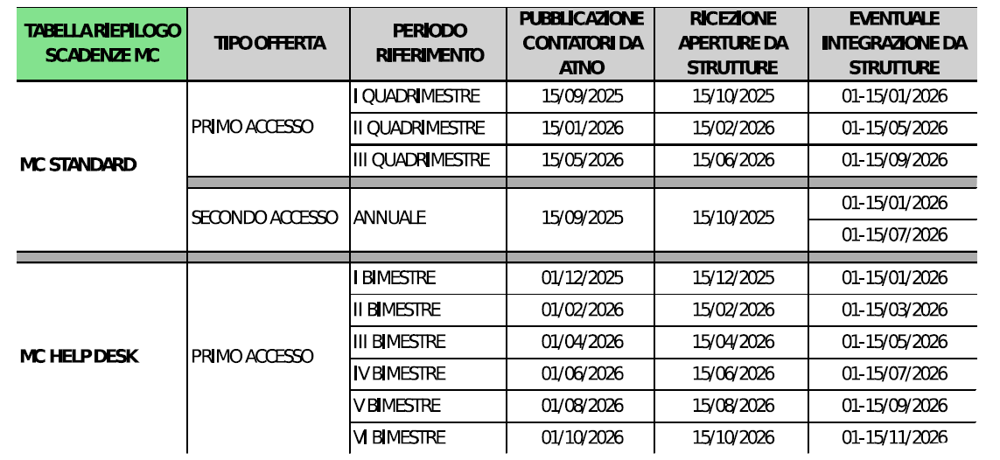 TABELLA RIEPILOGO SCADENZE MC TIPO OFFERTA PERIODO RIFERIMENTO PUBBLICAZIONE CONTATORI DA ATNO RICEZIONE APERTURE DA STRUTTURE EVENTUALE INTEGRAZIONE DA STRUTTURE
MC STANDARD
PRIMO ACCESSO
I QUADRIMESTRE 15/09/2025 15/10/2025 01-15/01/2026
II QUADRIMESTRE 15/01/2026 15/02/2026 01-15/05/2026
III QUADRIMESTRE 15/05/2026 15/06/2026 01-15/09/2026
SECONDO ACCESSO ANNUALE 15/09/2025 15/10/2025 01-15/01/2026
01-15/07/2026
MC HELP DESK
PRIMO ACCESSO
I BIMESTRE 01/12/2025 15/12/2025 01-15/01/2026
II BIMESTRE 01/02/2026 15/02/2026 01-15/03/2026
III BIMESTRE 01/04/2026 15/04/2026 01-15/05/2026
IV BIMESTRE 01/06/2026 15/06/2026 01-15/07/2026
V BIMESTRE 01/08/2026 15/08/2026 01-15/09/2026
VI BIMESTRE 01/10/2026 15/10/2026 01-15/11/2026